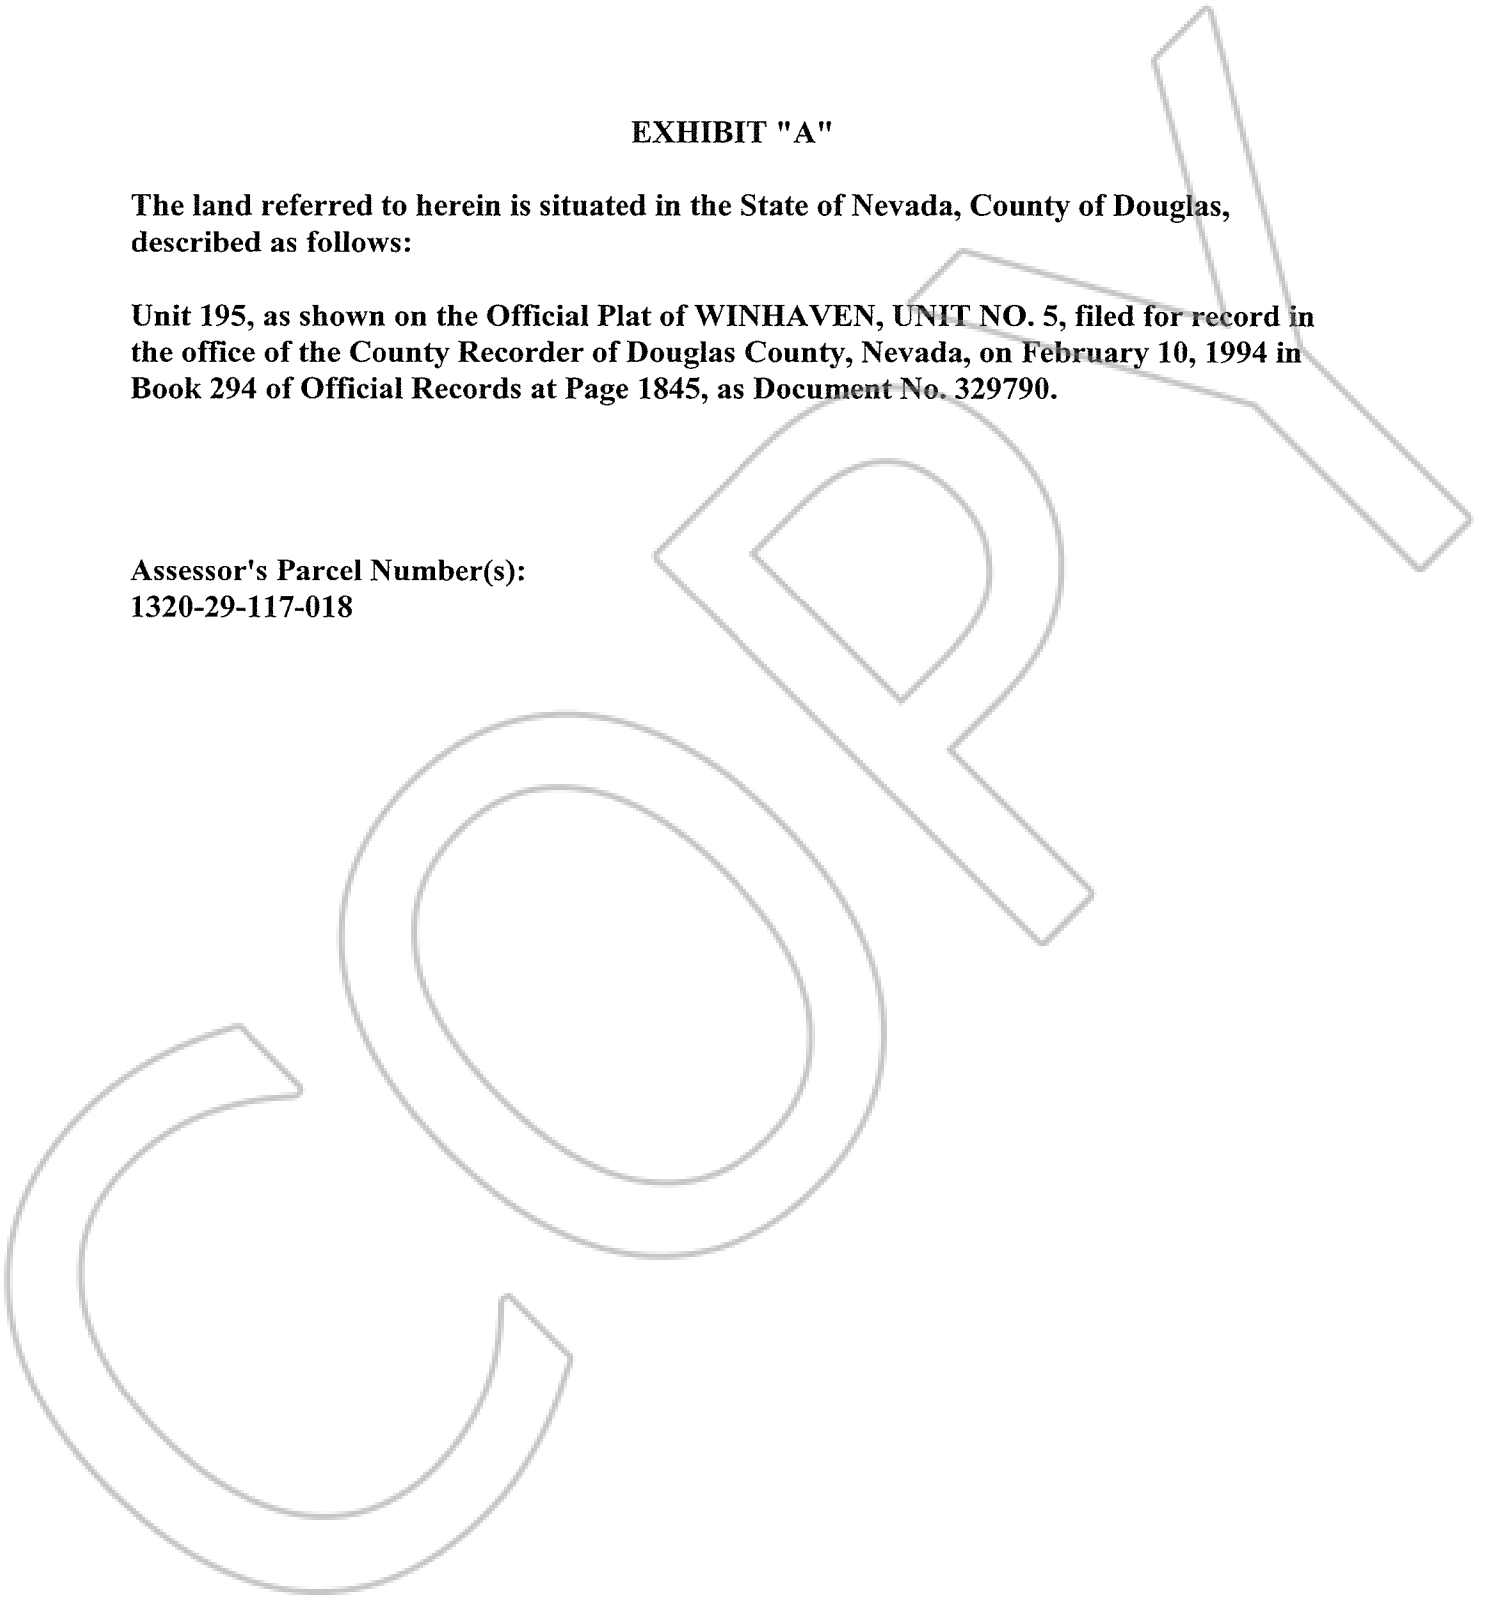 EXHIBIT "A"
The land referred to herein is situated in the State of Nevada, County of Douglas,
described as follows:
Unit 195, as shown on the Official Plat of WINHAVEN, UNIT NO. 5, filed for record in
the office of the County Recorder of Douglas County, Nevada, on February 10, 1994 in
Book 294 of Official Records at Page 1845, as Document No. 329790.
Assessor's Parcel Number(s):
1320-29-117-018
COPY